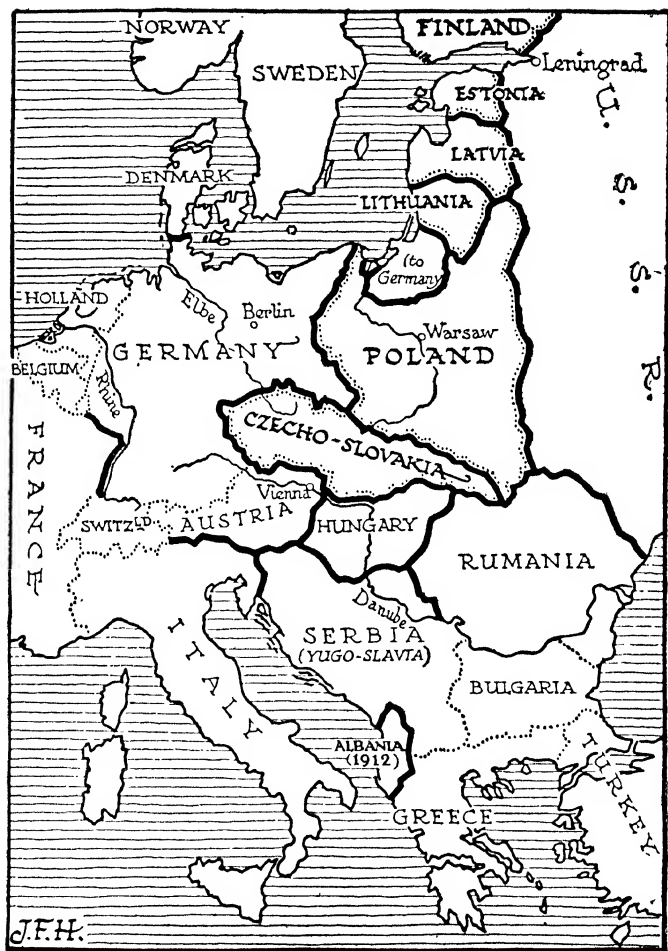 NORWAY
FINLAND
SWEDEN
Leningrad
ESTONIA
U. S. S. R.
LATVIA
DENMARK
LITHUANIA
(to
Germany)
HOLLAND
Elbe
Berlin
Warsaw
GERMANY
POLAND
BELGIUM
Rhine
CZECHO-SLOVAKIA
FRANCE
Vienna
SWITZLD.
AUSTRIA
HUNGARY
RUMANIA
Danube
ITALY
SERBIA
(YUGO-SLAVIA)
BULGARIA
ALBANIA
(1912)
TURKEY
GREECE
J.F.H.